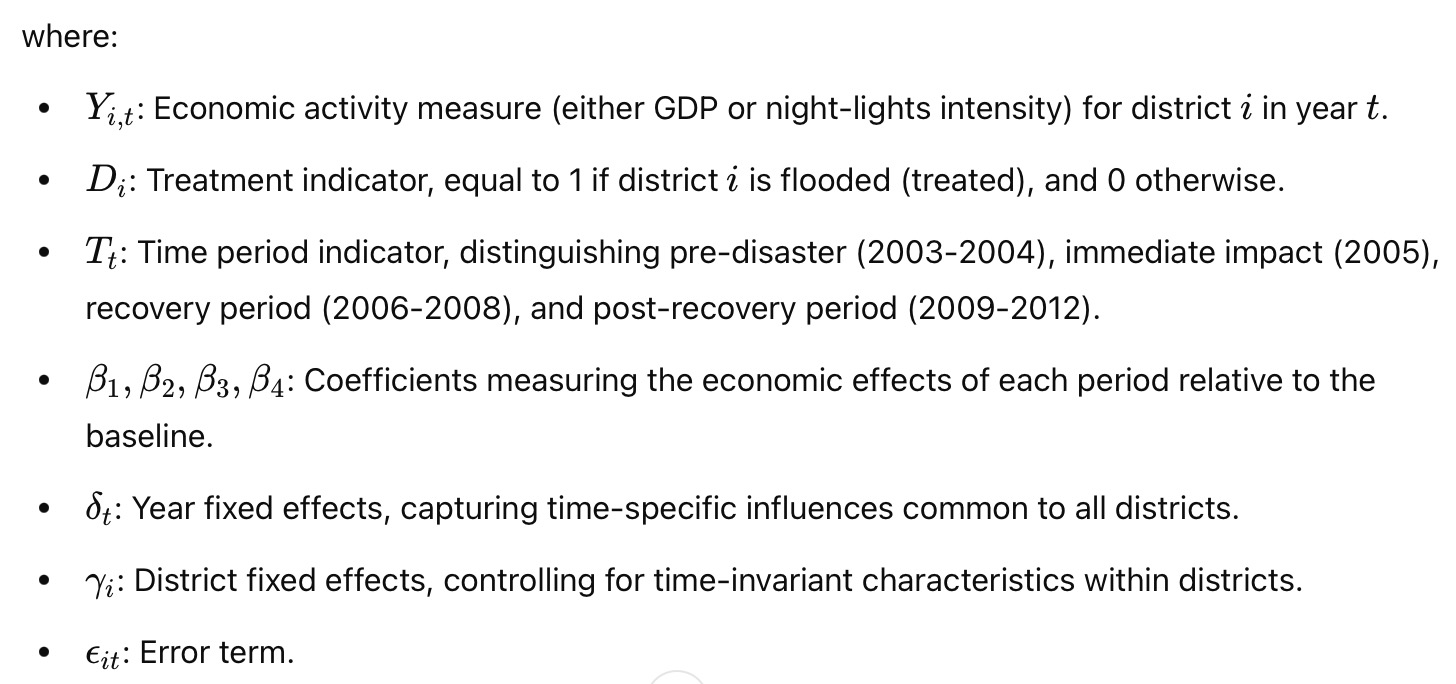 where:
• Y_{i,t}: Economic activity measure (either GDP or night-lights intensity) for district i in year t.
• D_i: Treatment indicator, equal to 1 if district i is flooded (treated), and 0 otherwise.
• T_t: Time period indicator, distinguishing pre-disaster (2003-2004), immediate impact (2005),
recovery period (2006-2008), and post-recovery period (2009-2012).
• β_1, β_2, β_3, β_4: Coefficients measuring the economic effects of each period relative to the
baseline.
• δ_t: Year fixed effects, capturing time-specific influences common to all districts.
• γ_i: District fixed effects, controlling for time-invariant characteristics within districts.
• ϵ_{it}: Error term.